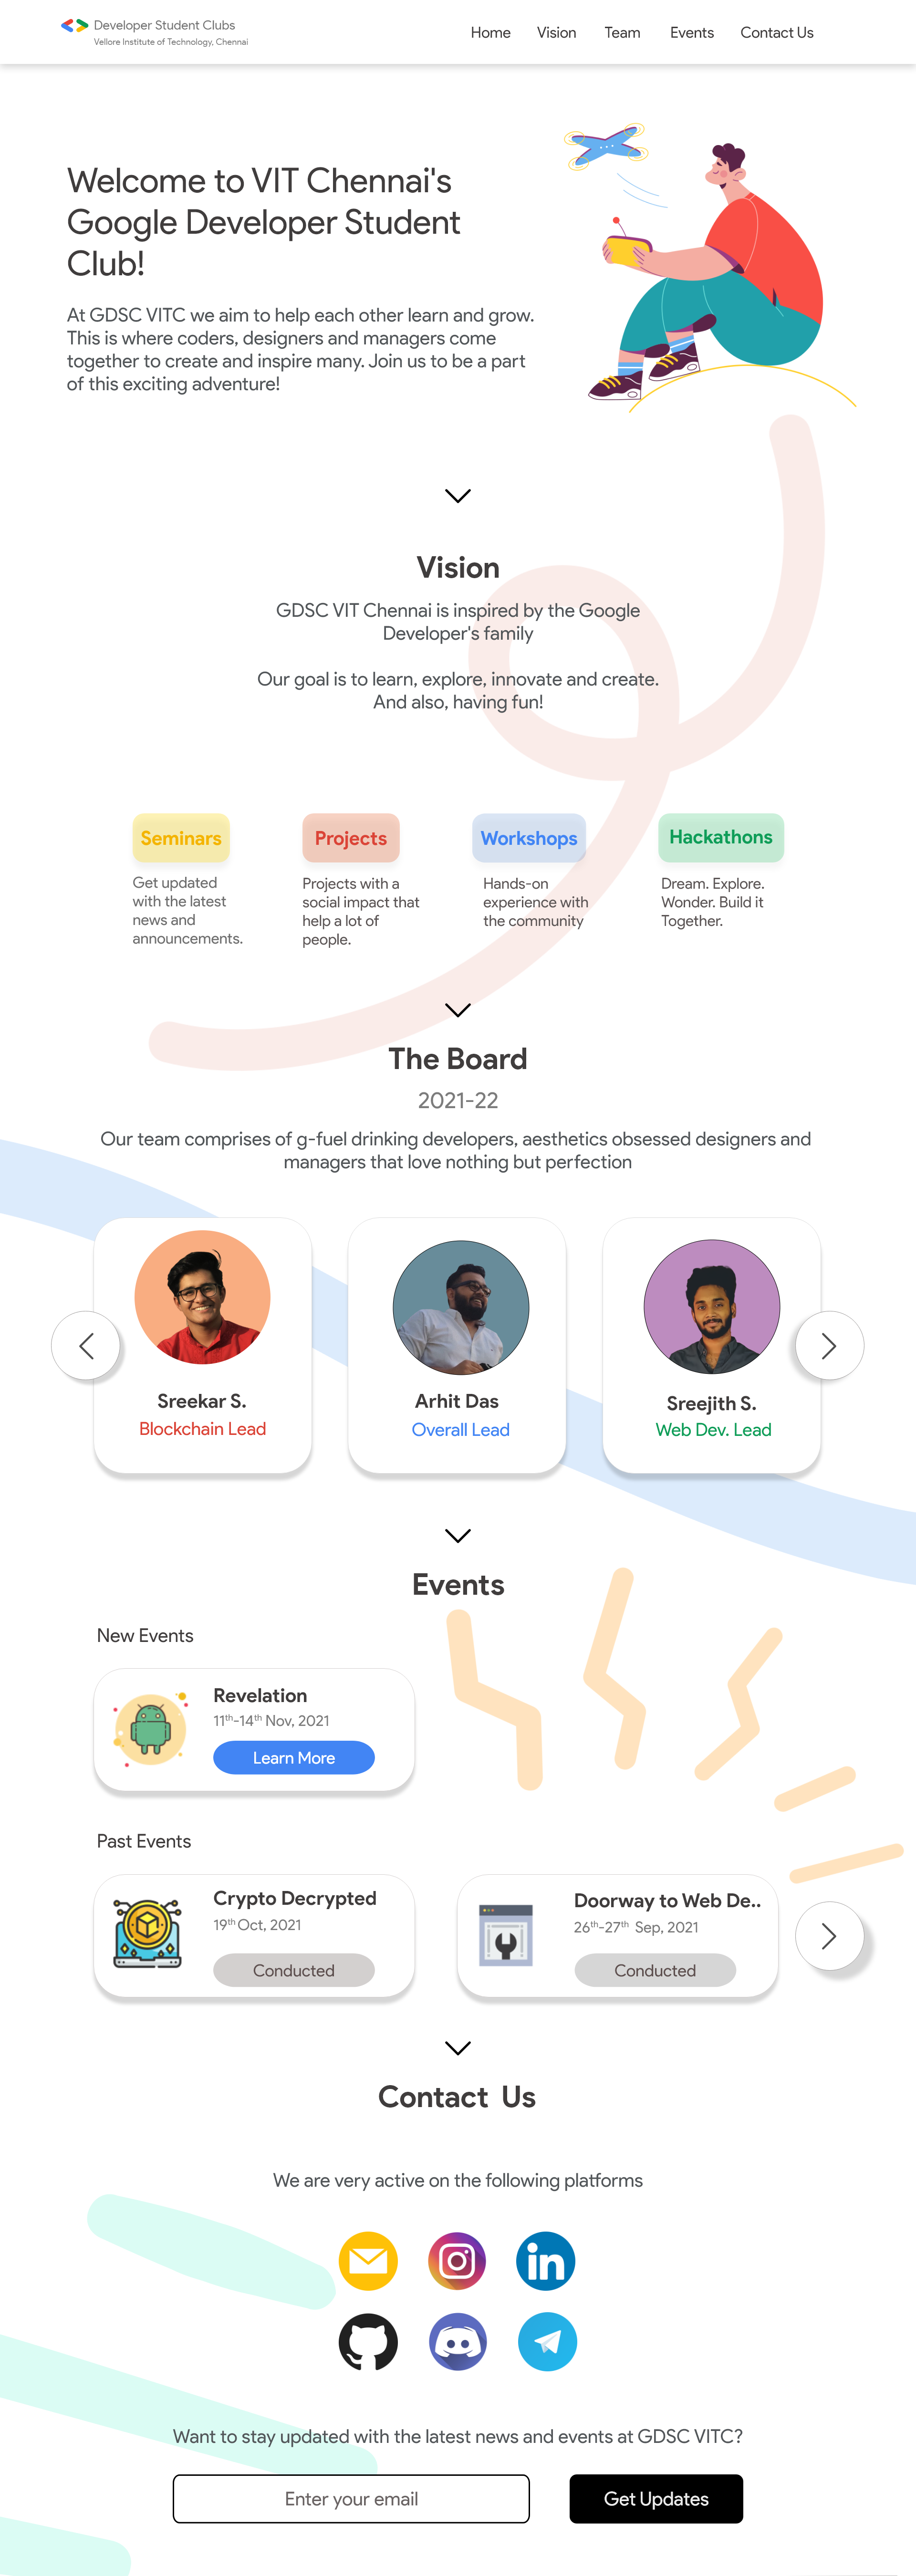 Developer Student Clubs
Vellore Institute of Technology, Chennai
Home Vision Team Events Contact Us
Welcome to VIT Chennai's
Google Developer Student
Club!
At GDSC VITC we aim to help each other learn and grow.
This is where coders, designers and managers come
together to create and inspire many. Join us to be a part
of this exciting adventure!
Vision
GDSC VIT Chennai is inspired by the Google
Developer's family
Our goal is to learn, explore, innovate and create.
And also, having fun!
Seminars
Get updated
with the latest
news and
announcements.
Projects
Projects with a
social impact that
help a lot of
people.
Workshops
Hands-on
experience with
the community
Hackathons
Dream. Explore.
Wonder. Build it
Together.
The Board
2021-22
Our team comprises of g-fuel drinking developers, aesthetics obsessed designers and
managers that love nothing but perfection
Sreekar S.
Blockchain Lead
Arhit Das
Overall Lead
Sreejith S.
Web Dev. Lead
Events
New Events
Revelation
11th-14th Nov, 2021
Learn More
Past Events
Crypto Decrypted
19th Oct, 2021
Conducted
Doorway to Web De..
26th-27th Sep, 2021
Conducted
Contact Us
We are very active on the following platforms
in
Want to stay updated with the latest news and events at GDSC VITC?
Enter your email
Get Updates